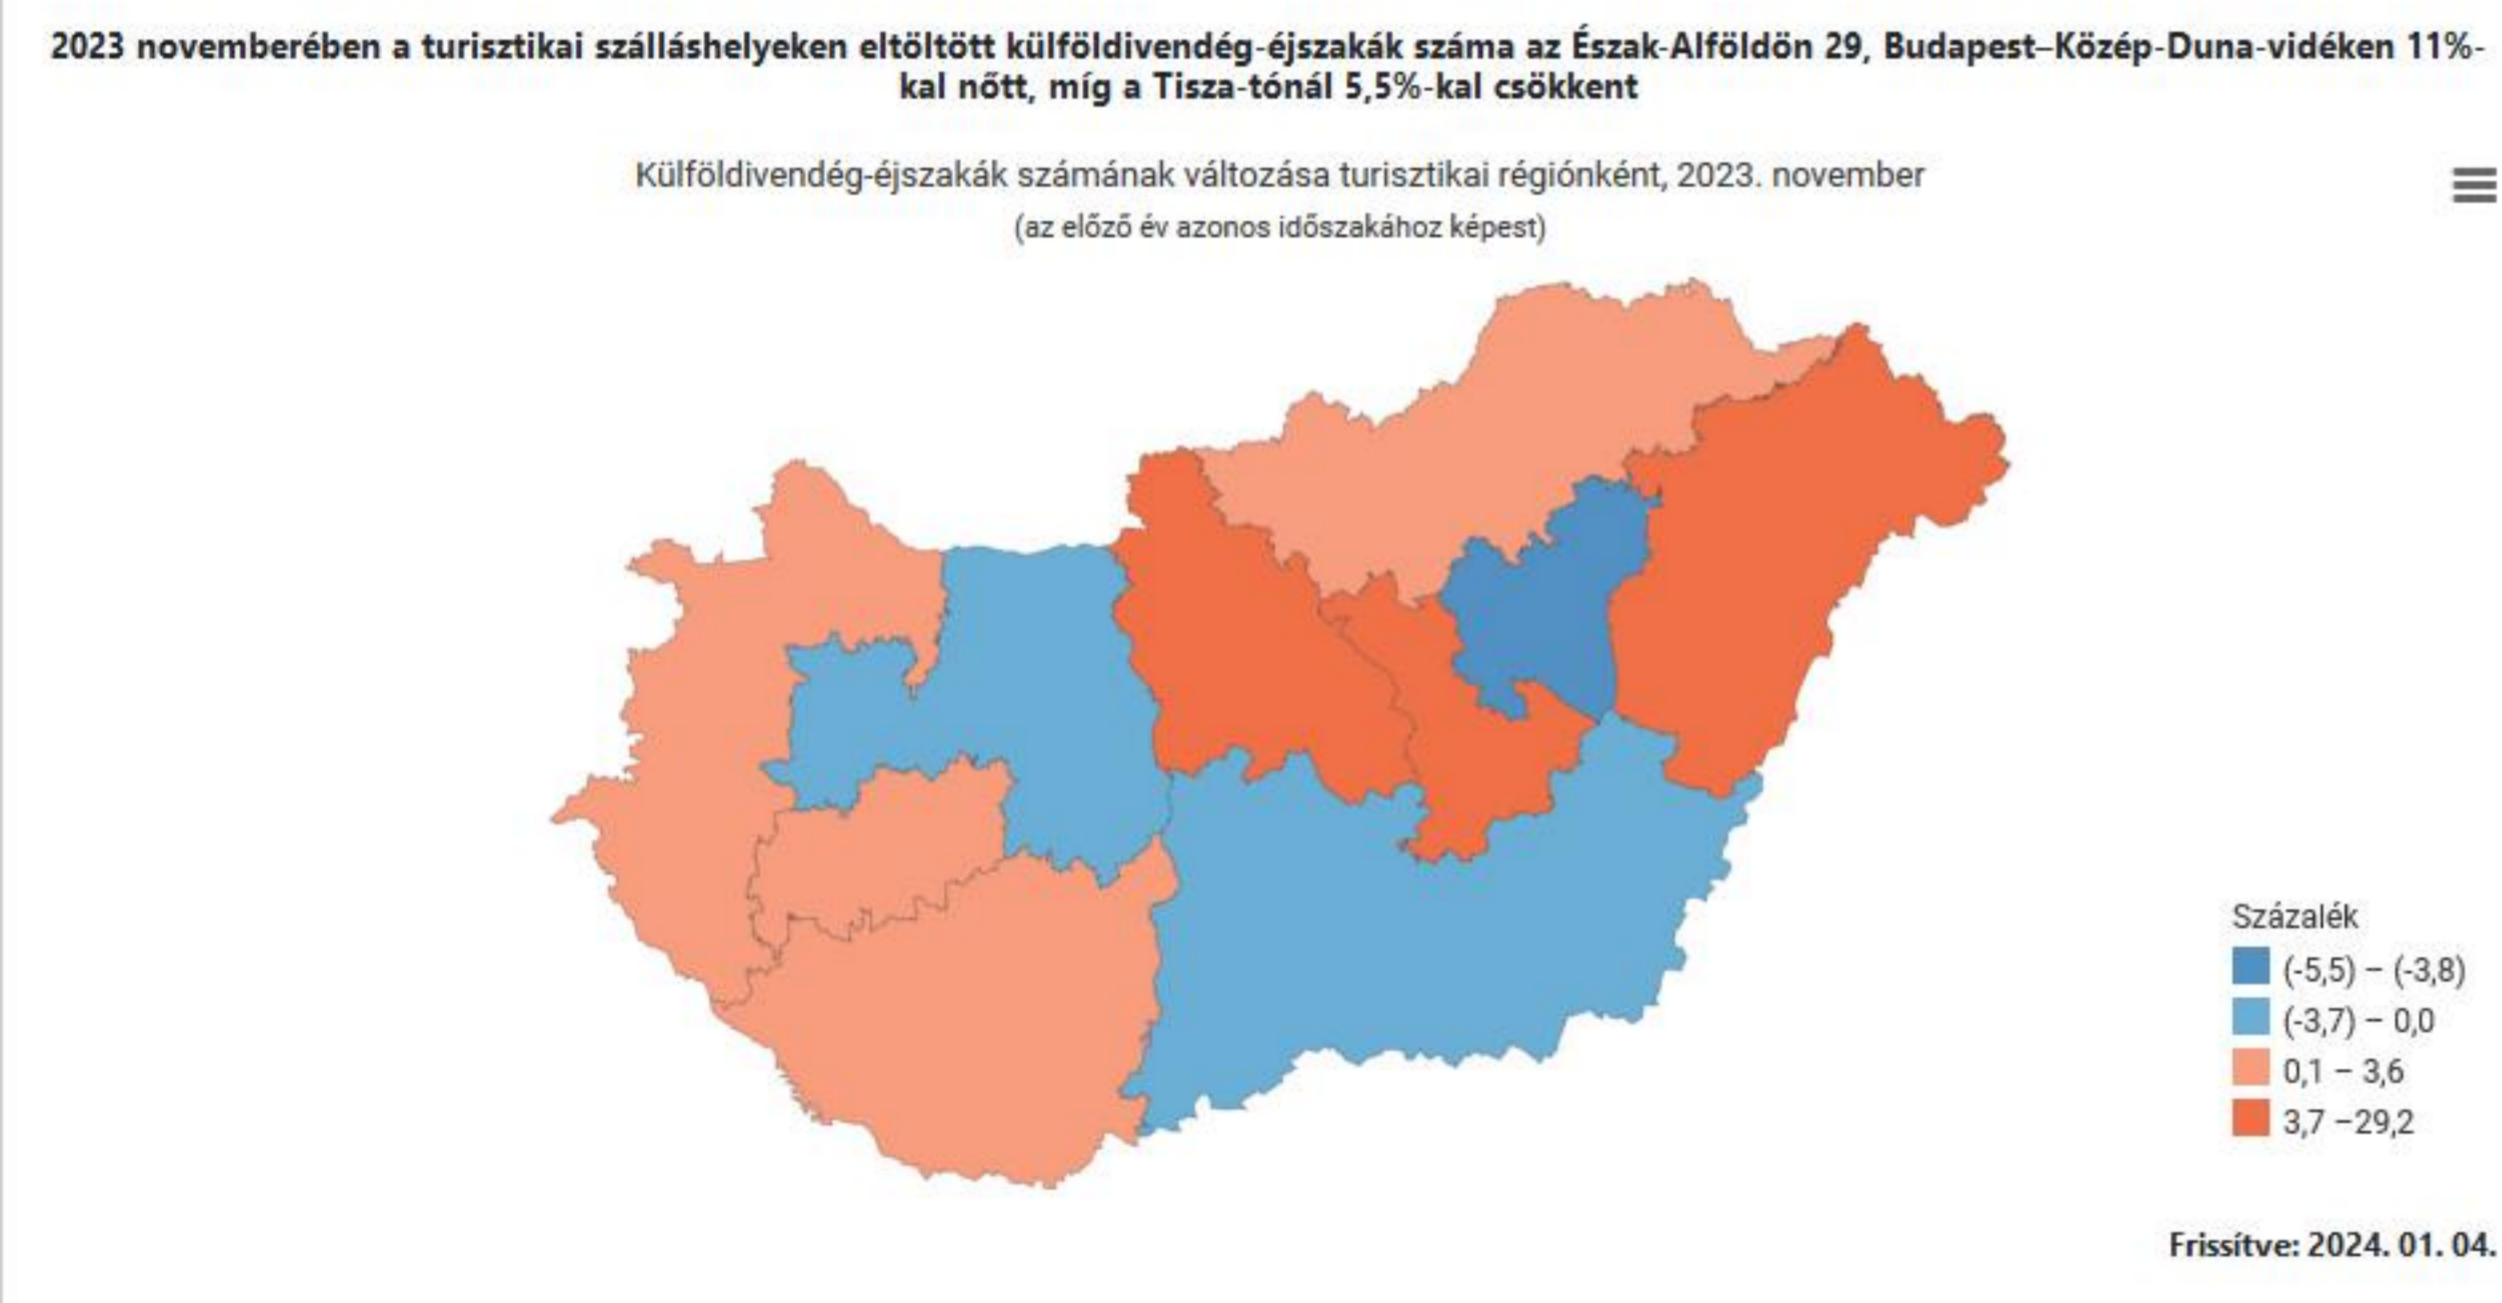 2023 novemberében a turisztikai szálláshelyeken eltöltött külföldivendég-éjszakák száma az Észak-Alföldön 29, Budapest–Közép-Duna-vidéken 11%-
kal nőtt, míg a Tisza-tónál 5,5%-kal csökkent
Külföldivendég-éjszakák számának változása turisztikai régiónként, 2023. november
(az előző év azonos időszakához képest)
Százalék
(-5,5) – (-3,8)
(-3,7) – 0,0
0,1 – 3,6
3,7 –29,2
Frissítve: 2024. 01. 04.